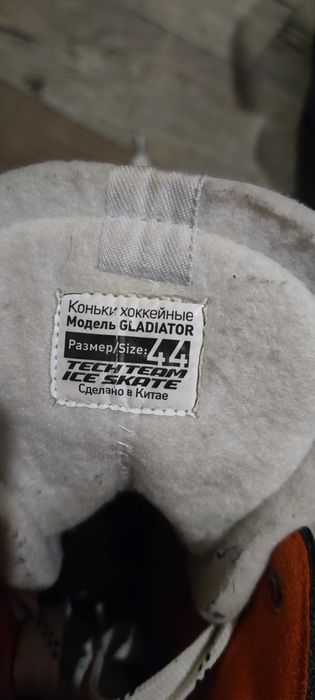 Коньки хоккейные
Модель GLADIATOR
Размер/Size: 44
TECH TEAM
ICE SKATE
Сделано в Китае